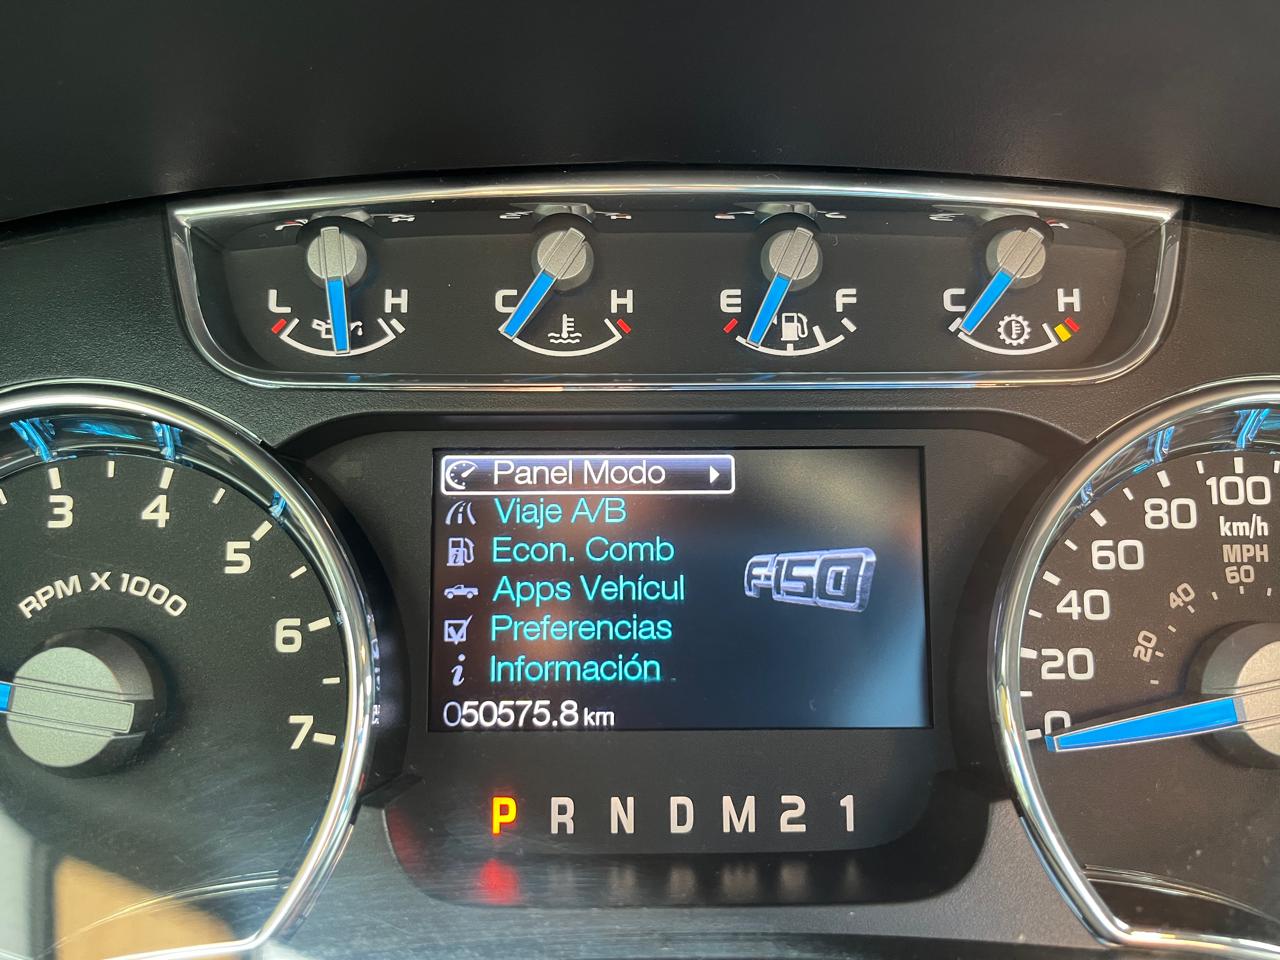 L H
C H
E F
C H
Panel Modo
Viaje A/B
Econ. Comb
Apps Vehícul
Preferencias
Información
050575.8 km
F-150
P R N D M 2 1
3
4
5
6
7
RPM X 1000
0
20
40
60
80
100
km/h
MPH
20
40
60